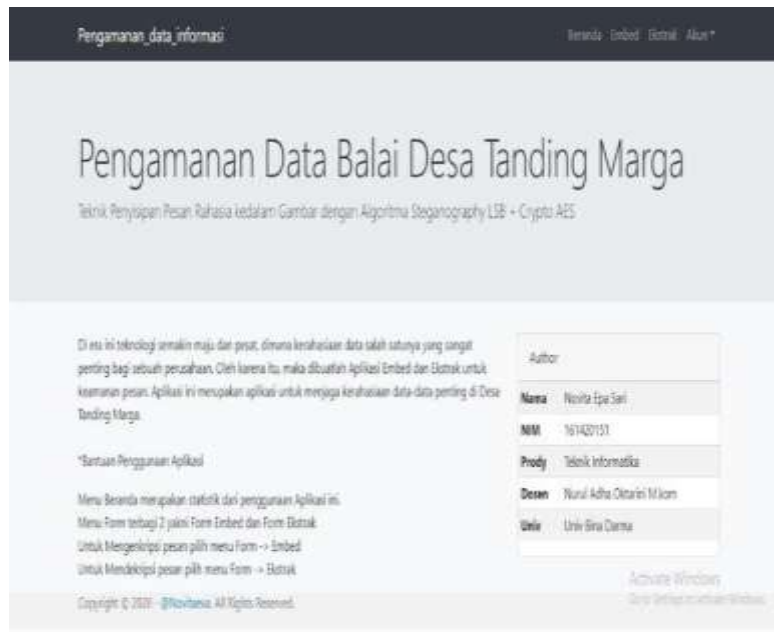 Pengamanan_data_informasi
Beranda Embed Ekstrak Akun
Pengamanan Data Balai Desa Tanding Marga
Teknik Penyisipan Pesan Rahasia kedalam Gambar dengan Algoritma Steganography LSB + Crypto AES
Di era ini teknologi semakin maju dan pesat, dimana kerahasiaan data salah satunya yang sangat
penting bagi sebuah perusahaan. Oleh karena itu, maka dibuatlah Aplikasi Embed dan Ekstrak untuk
keamanan pesan. Aplikasi ini merupakan aplikasi untuk menjaga kerahasiaan data-data penting di Desa
Tanding Marga.
*Bantuan Penggunaan Aplikasi
Menu Beranda merupakan statistik dari penggunaan Aplikasi ini.
Menu Form terbagi 2 yakni Form Embed dan Form Ekstrak
Untuk Mengenkripsi pesan pilih menu Form -> Embed
Untuk Mendekripsi pesan pilih menu Form -> Ekstrak
Author
Nama Novita Epa Sari
NIM 161420151
Prody Teknik Informatika
Dosen Nurul Adha Oktarini M.kom
Univ Univ Bina Darma
Copyright © 2020 - All Rights Reserved.
Activate Windows
Go to Settings to activate Windows.